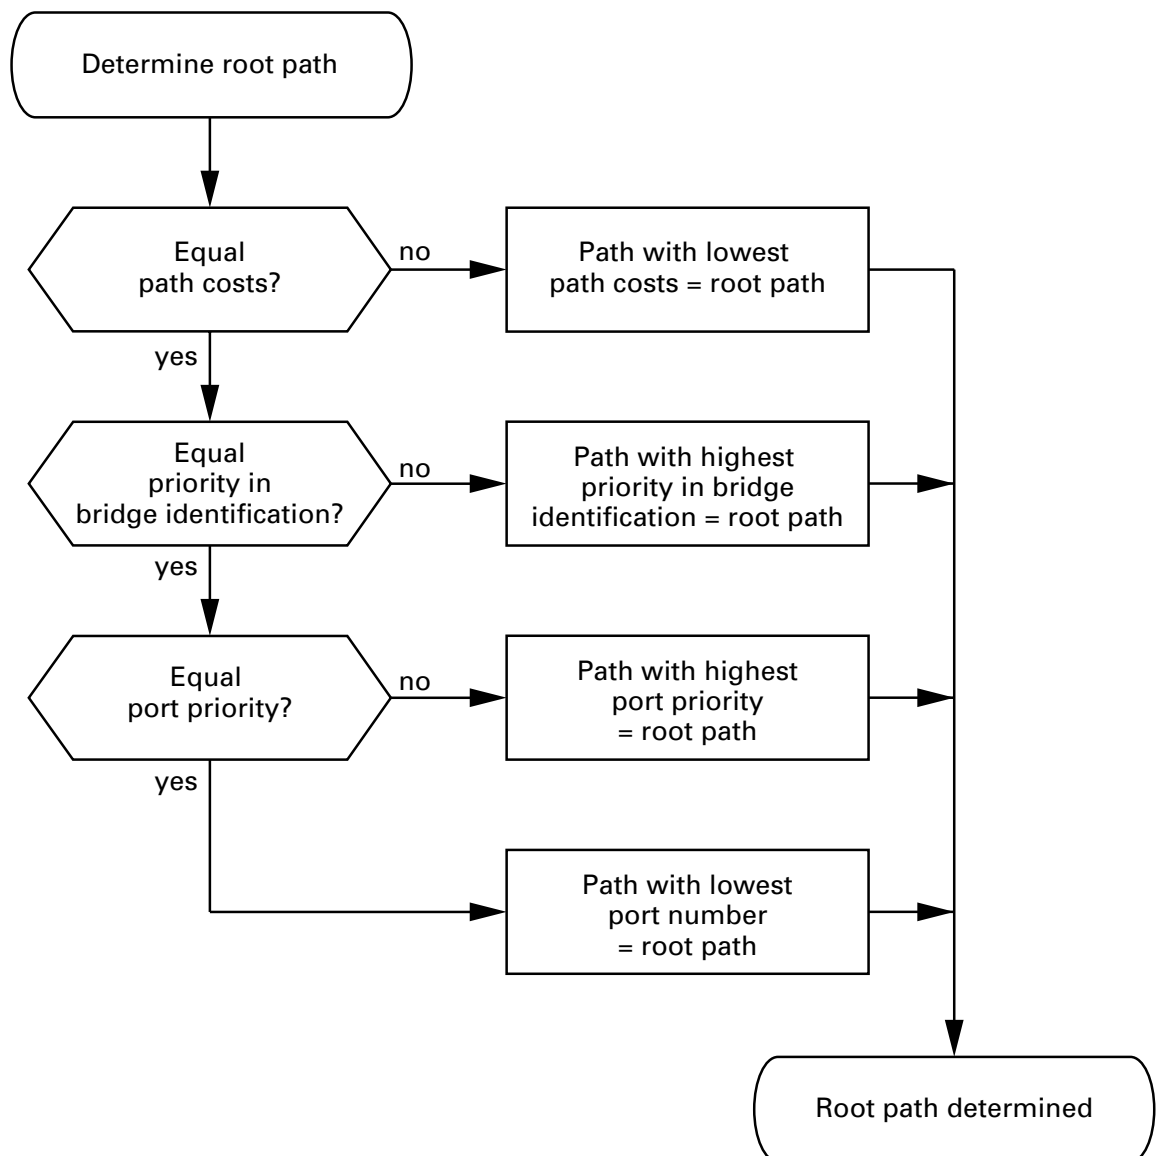 Determine root path
Equal
path costs?
no
Path with lowest
path costs = root path
yes
Equal
priority in
bridge identification?
no
Path with highest
priority in bridge
identification = root path
yes
Equal
port priority?
no
Path with highest
port priority
= root path
yes
Path with lowest
port number
= root path
Root path determined